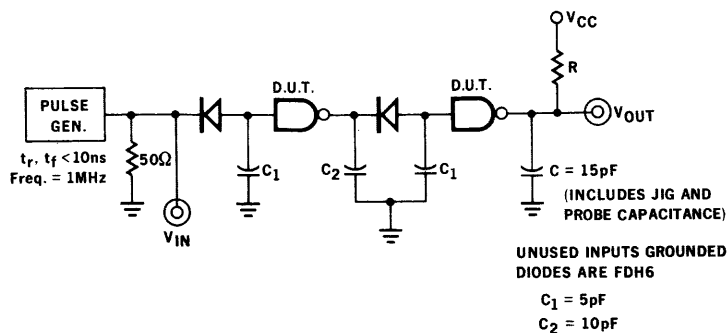 VCC
R
D.U.T.
D.U.T.
PULSE
GEN.
VOUT
tr, tf <10ns
Freq. = 1MHz
50Ω
C1
C2
C1
C = 15pF
(INCLUDES JIG AND
PROBE CAPACITANCE)
VIN
UNUSED INPUTS GROUNDED
DIODES ARE FDH6
C1 = 5pF
C2 = 10pF